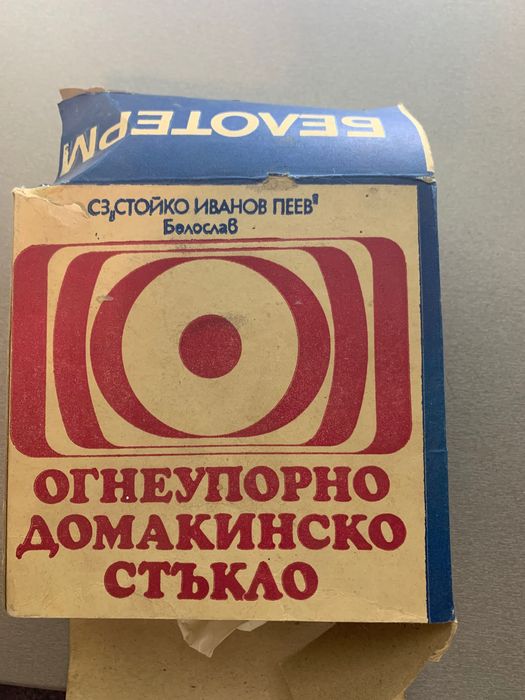 БЕЛОТЕРМ
СЗ „СТОЙКО ИВАНОВ ПЕЕВ"
Белослав
ОГНЕУПОРНО
ДОМАКИНСКО
СТЪКЛО